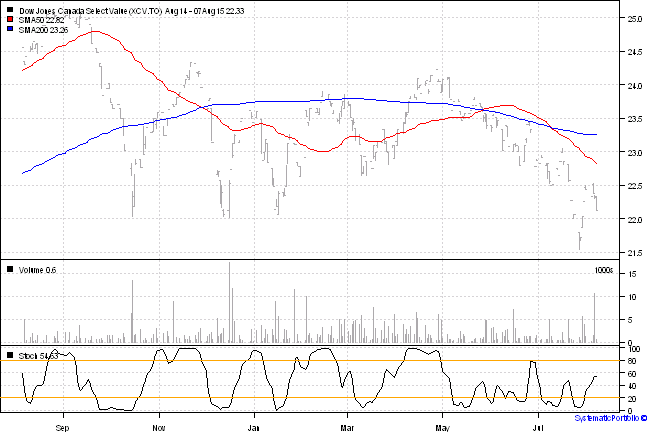 Dow Jones Canada Select Value (XCV.TO) Aug 14 - 07 Aug 15 22.33
SMA50 22.82
SMA200 23.26
25.0
24.5
24.0
23.5
23.0
22.5
22.0
21.5
Volume 0.6
1000s
15
10
5
0
Stoch 54.63
100
80
60
40
20
0
Sep
Nov
Jan
Mar
May
Jul
SystematicPortfolio ©